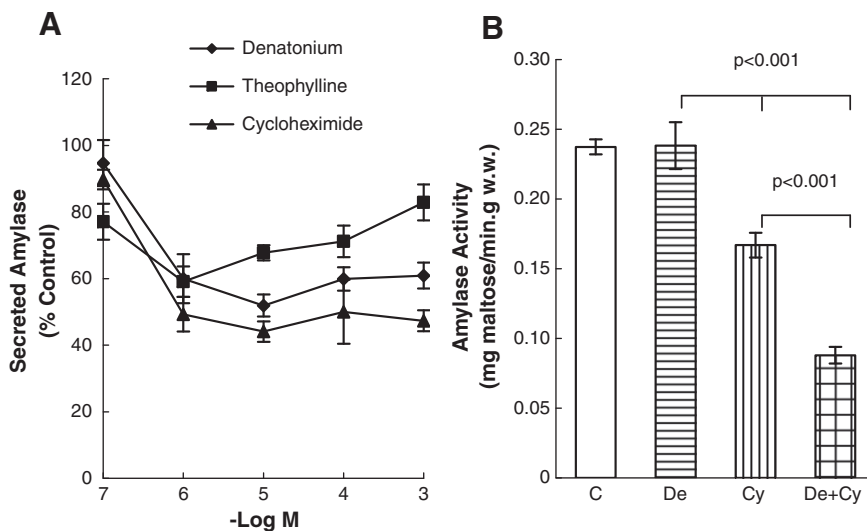 A
Denatonium
Theophylline
Cycloheximide
Secreted Amylase
(% Control)
120
100
80
60
40
20
0
7
6
5
4
3
-Log M
B
Amylase Activity
(mg maltose/min.g w.w.)
0.30
0.25
0.20
0.15
0.10
0.05
0
p<0.001
p<0.001
C
De
Cy
De+Cy